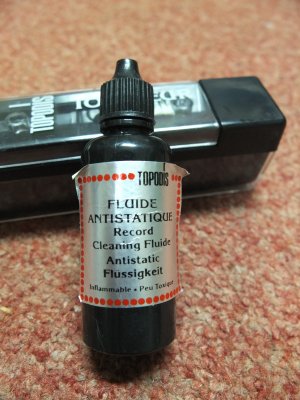 TOPODIS
TOPODIS
FLUIDE
ANTISTATIQUE
Record
Cleaning Fluide
Antistatic
Flüssigkeit
Inflammable • Peu Toxique